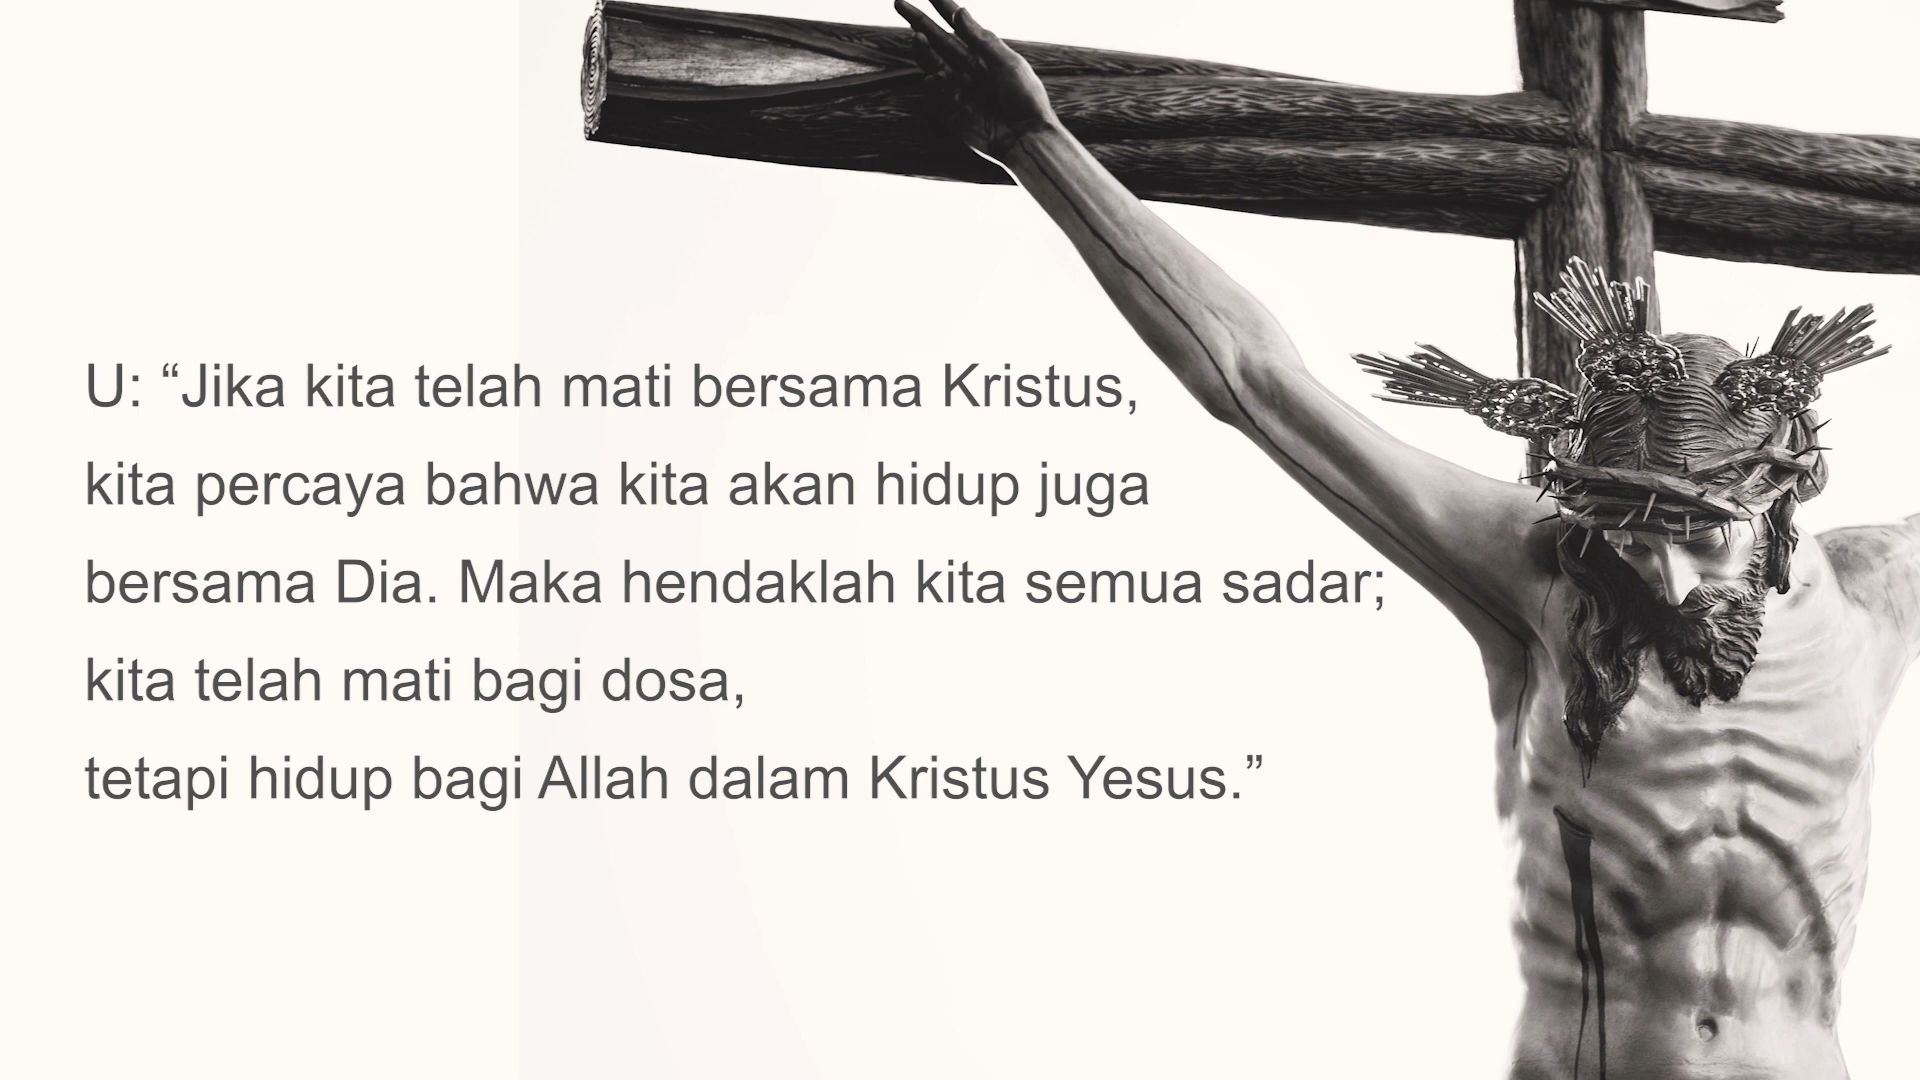 U: “Jika kita telah mati bersama Kristus,
kita percaya bahwa kita akan hidup juga
bersama Dia. Maka hendaklah kita semua sadar;
kita telah mati bagi dosa,
tetapi hidup bagi Allah dalam Kristus Yesus.”